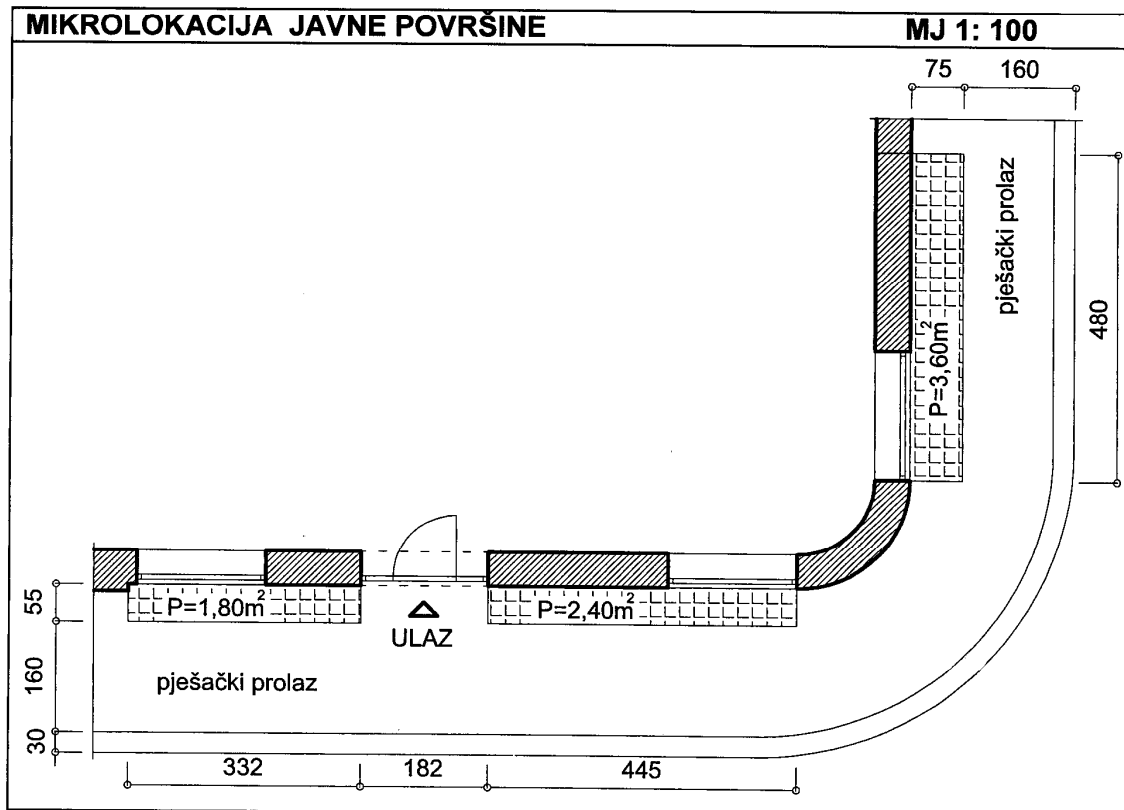 MIKROLOKACIJA JAVNE POVRŠINE MJ 1: 100
75 160
pješački prolaz
480
P=3,60m²
55
P=1,80m²
P=2,40m²
ULAZ
160
pješački prolaz
30
332 182 445